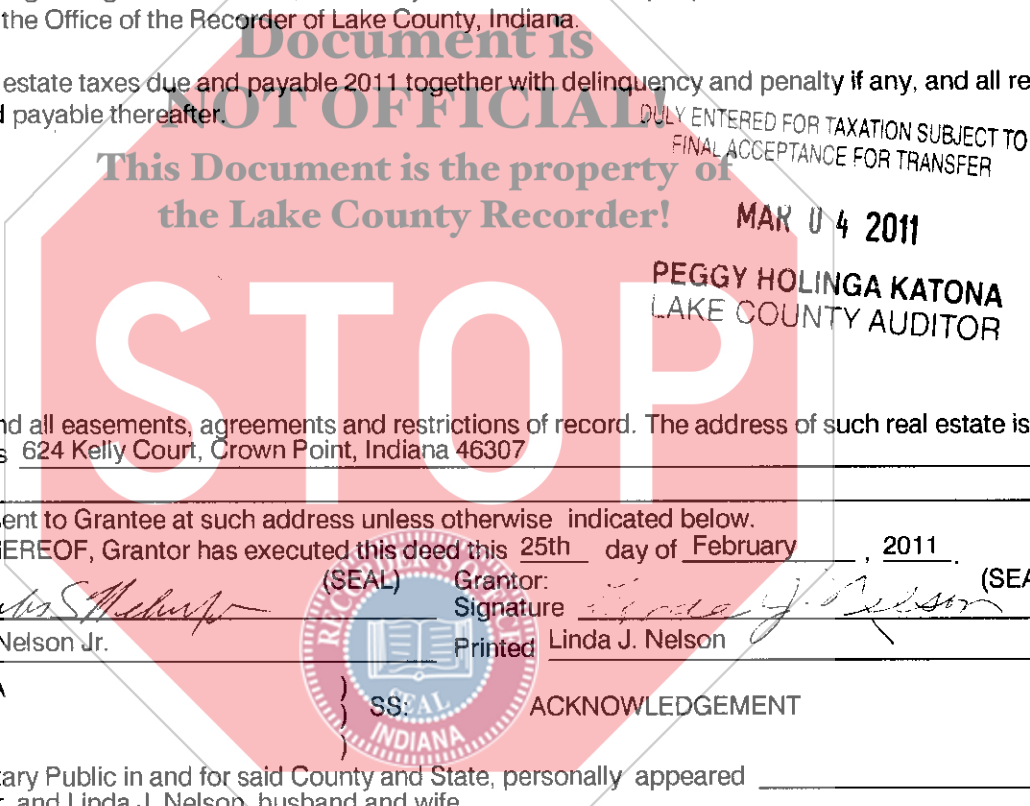 the Office of the Recorder of Lake County, Indiana.
Document is
estate taxes due and payable 2011 together with delinquency and penalty if any, and all re
payable thereafter.
NOT OFFICIAL!
DULY ENTERED FOR TAXATION SUBJECT TO
FINAL ACCEPTANCE FOR TRANSFER
This Document is the property of
the Lake County Recorder!
MAR 04 2011
PEGGY HOLINGA KATONA
LAKE COUNTY AUDITOR
STOP
nd all easements, agreements and restrictions of record. The address of such real estate is
s 624 Kelly Court, Crown Point, Indiana 46307
ent to Grantee at such address unless otherwise indicated below.
EREOF, Grantor has executed this deed this 25th day of February, 2011.
(SEAL) Grantor: (SEA
Signature Linda J. Nelson
Nelson Jr. Printed Linda J. Nelson
RECORDER'S OFFICE
SEAL
INDIANA
A )
) SS: ACKNOWLEDGEMENT
)
tary Public in and for said County and State, personally appeared
and Linda J. Nelson, husband and wife